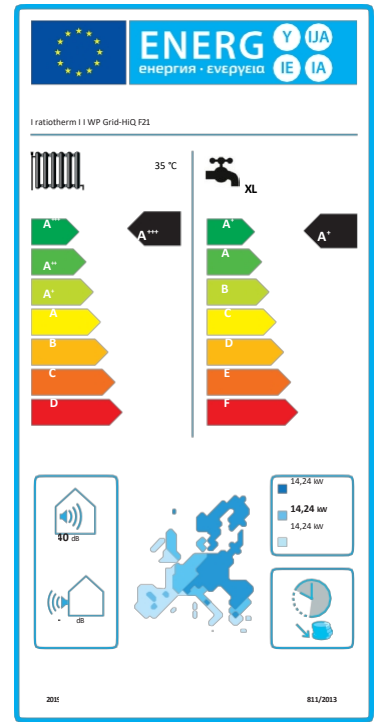 ENERG Y IJA
енергия · ενεργεια IE IA
I ratiotherm I I WP Grid-HiQ F21
35 °C
XL
A+++
A++
A+
A
B
C
D
A+++
A+
A
B
C
D
E
F
A+
40 dB
- dB
14,24 kW
14,24 kW
14,24 kW
2015
811/2013